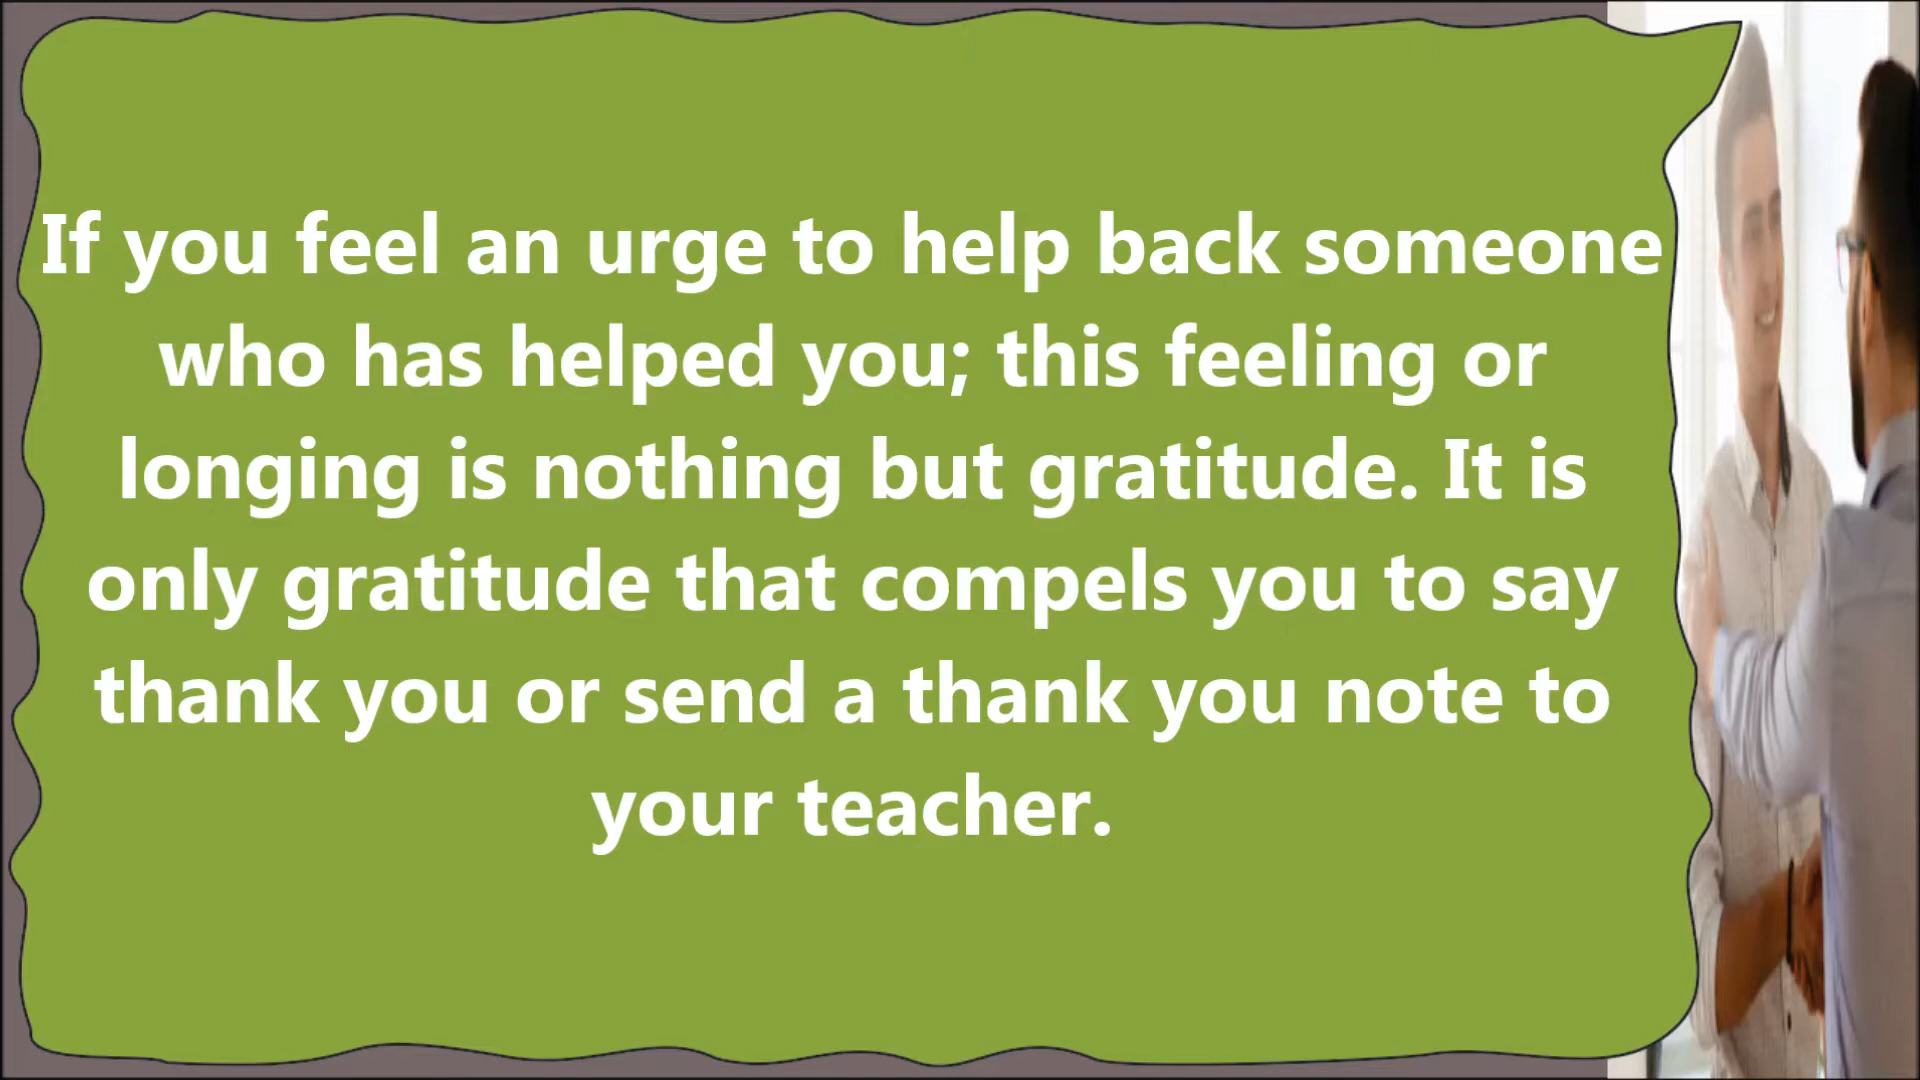 If you feel an urge to help back someone
who has helped you; this feeling or
longing is nothing but gratitude. It is
only gratitude that compels you to say
thank you or send a thank you note to
your teacher.